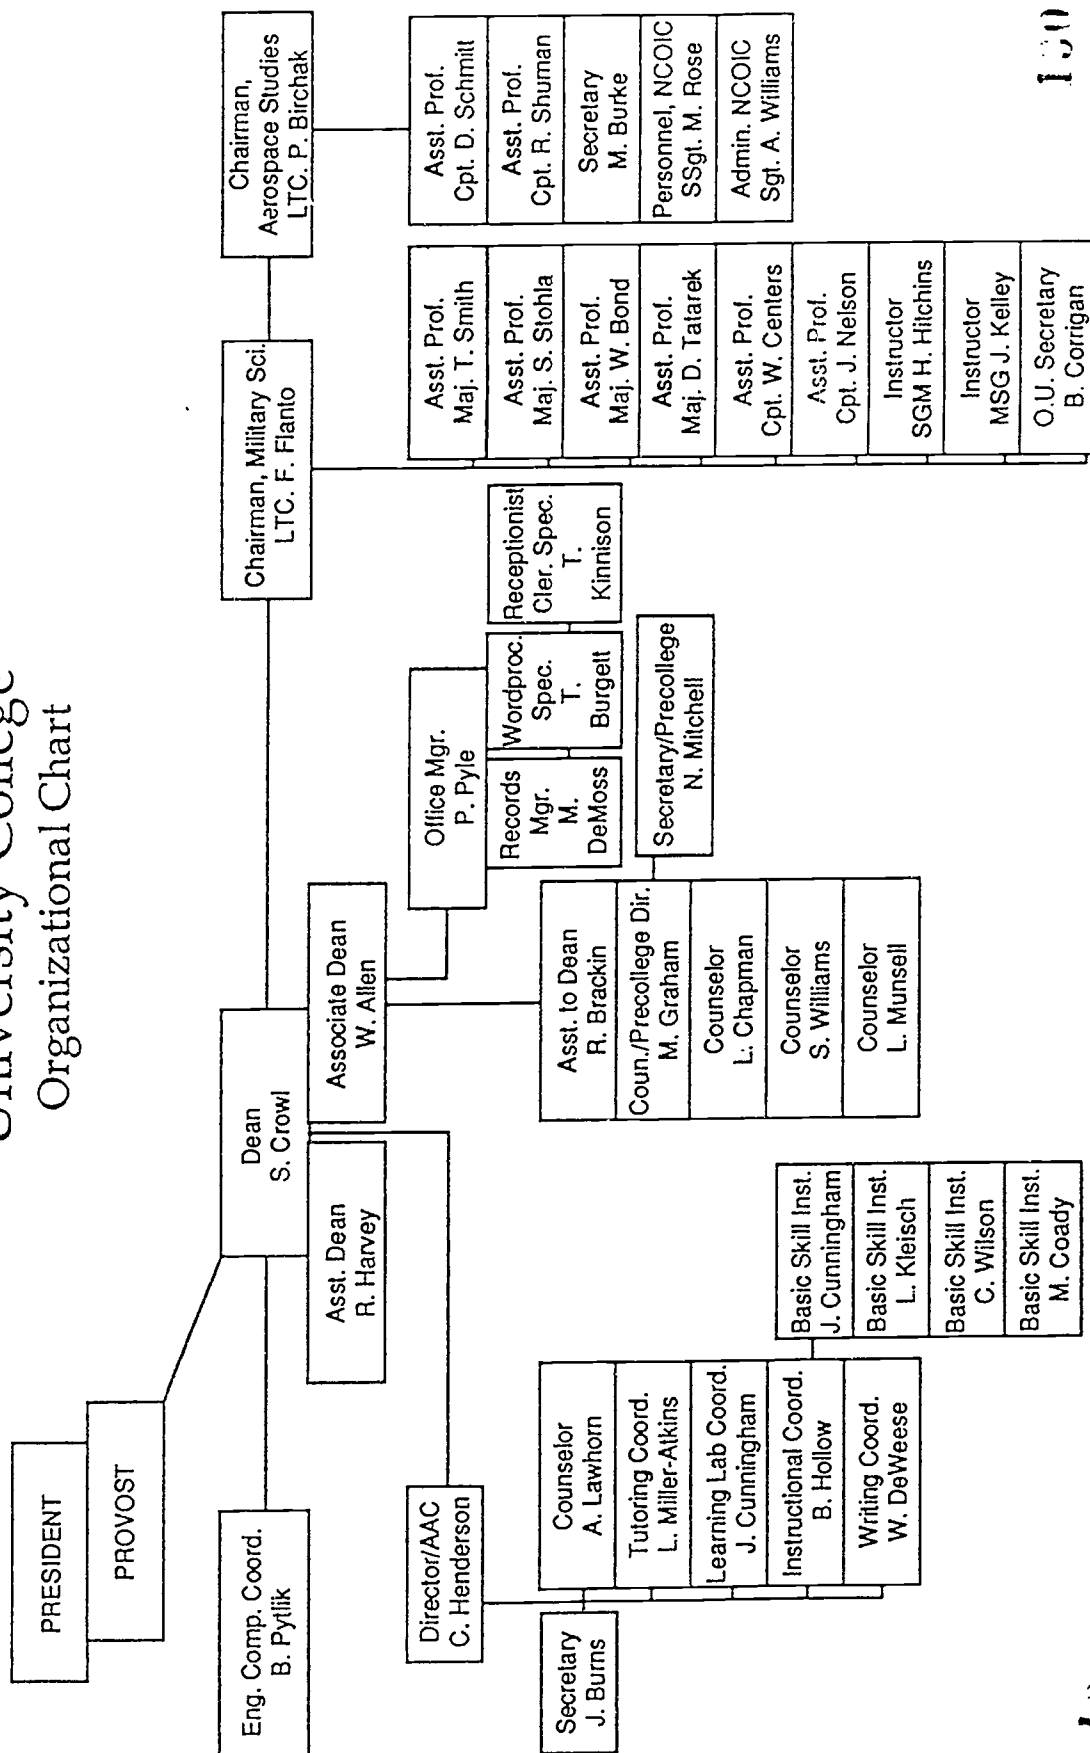 University College
Organizational Chart
PRESIDENT
PROVOST
Eng. Comp. Coord.
B. Pytlik
Dean
S. Crowl
Chairman, Military Sci.
LTC. F. Flanto
Chairman,
Aerospace Studies
LTC. P. Birchak
Asst. Dean
R. Harvey
Associate Dean
W. Allen
Director/AAC
C. Henderson
Office Mgr.
P. Pyle
Records
Mgr.
M.
DeMoss
Wordproc.
Spec.
T.
Burgett
Receptionist
Cler. Spec.
T.
Kinnison
Secretary
J. Burns
Counselor
A. Lawhorn
Tutoring Coord.
L. Miller-Atkins
Learning Lab Coord.
J. Cunningham
Instructional Coord.
B. Hollow
Writing Coord.
W. DeWeese
Basic Skill Inst.
J. Cunningham
Basic Skill Inst.
L. Kleisch
Basic Skill Inst.
C. Wilson
Basic Skill Inst.
M. Coady
Asst. to Dean
R. Brackin
Coun./Precollege Dir.
M. Graham
Counselor
L. Chapman
Counselor
S. Williams
Counselor
L. Munsell
Secretary/Precollege
N. Mitchell
Asst. Prof.
Maj. T. Smith
Asst. Prof.
Maj. S. Stohla
Asst. Prof.
Maj. W. Bond
Asst. Prof.
Maj. D. Tatarek
Asst. Prof.
Cpt. W. Centers
Asst. Prof.
Cpt. J. Nelson
Instructor
SGM H. Hitchins
Instructor
MSG J. Kelley
O.U. Secretary
B. Corrigan
Asst. Prof.
Cpt. D. Schmitt
Asst. Prof.
Cpt. R. Shuman
Secretary
M. Burke
Personnel, NCOIC
SSgt. M. Rose
Admin. NCOIC
Sgt. A. Williams